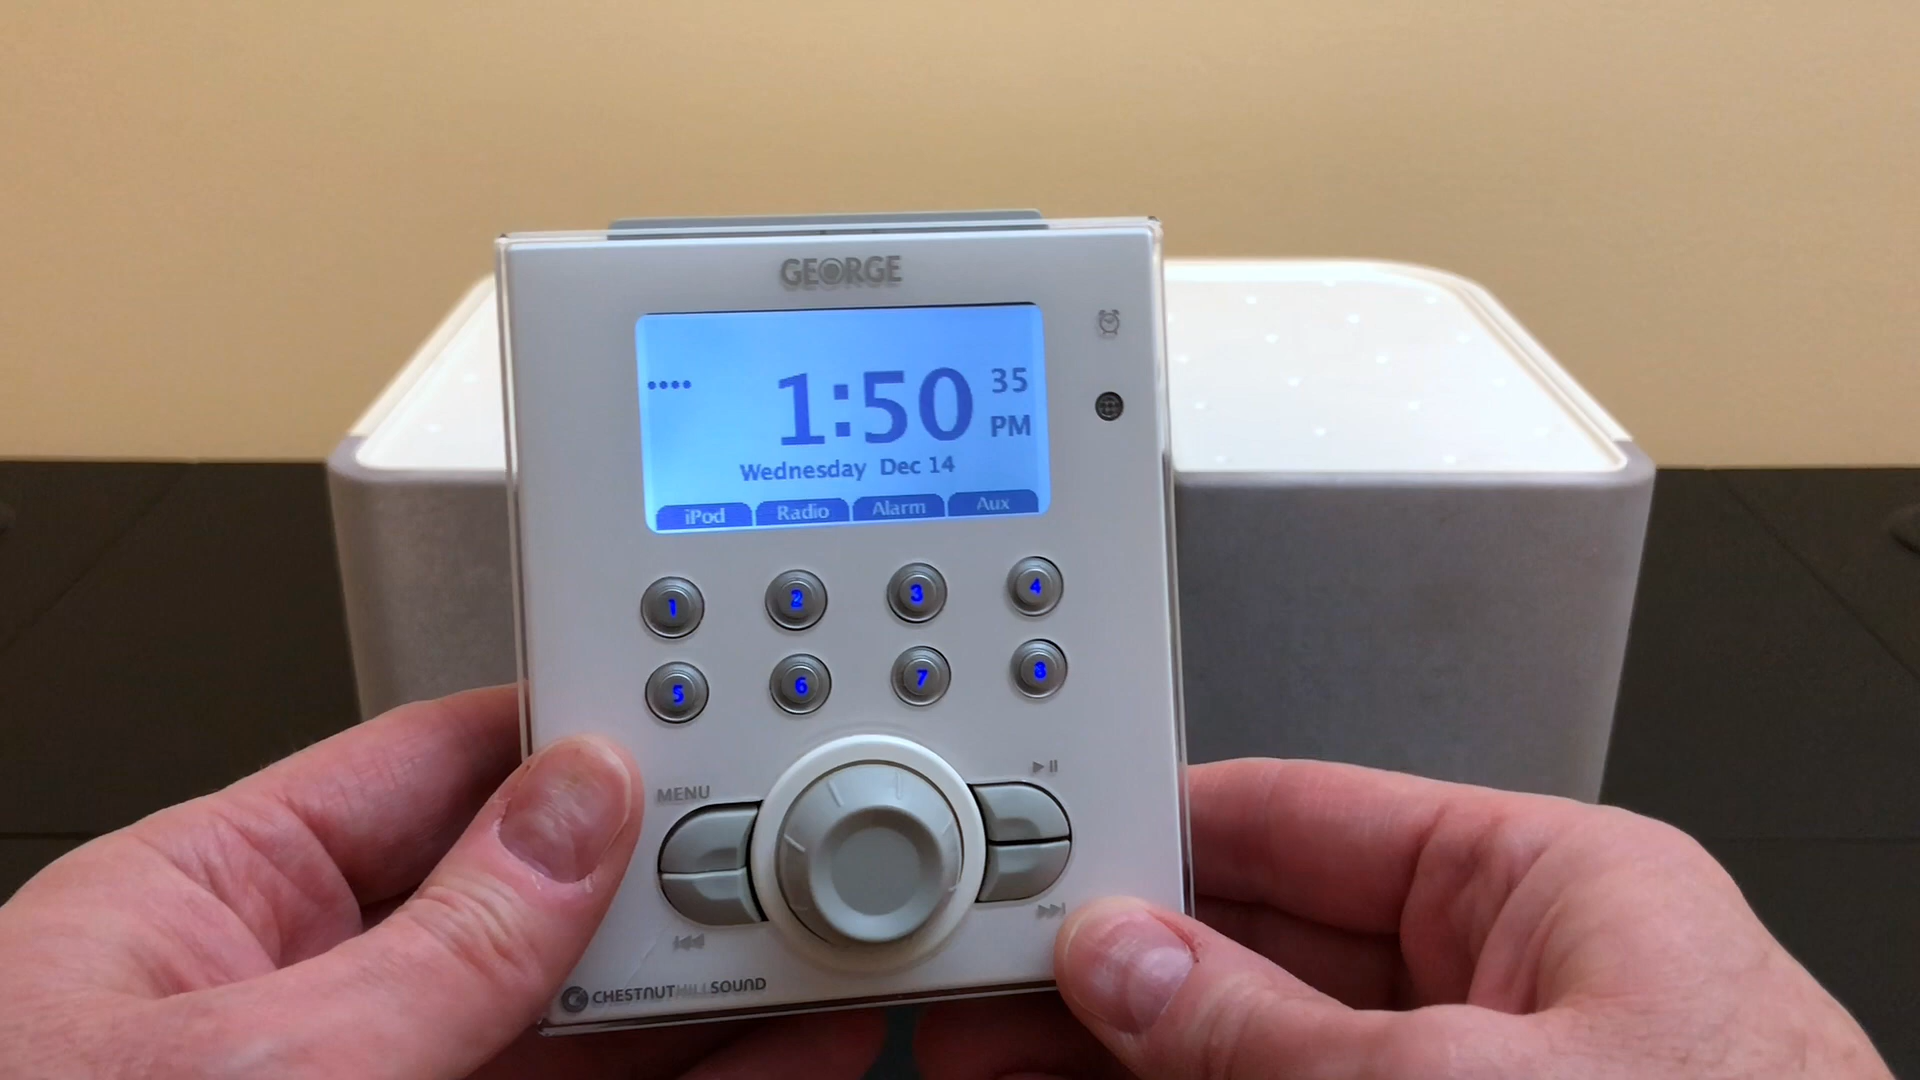 GEORGE
1:50 35 PM
Wednesday Dec 14
iPod Radio Alarm Aux
1 2 3 4
5 6 7 8
MENU
CHESTNUTHILLSOUND